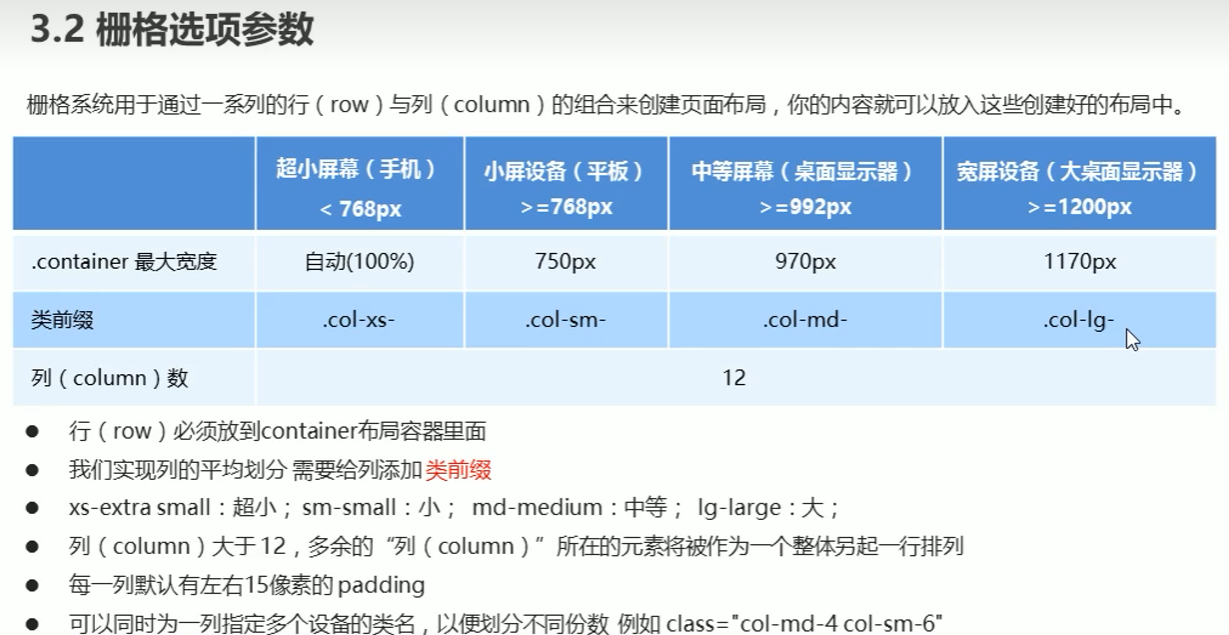 3.2 栅格选项参数
栅格系统用于通过一系列的行（row）与列（column）的组合来创建页面布局，你的内容就可以放入这些创建好的布局中。
超小屏幕（手机） 小屏设备（平板） 中等屏幕（桌面显示器） 宽屏设备（大桌面显示器）
< 768px >=768px >=992px >=1200px
.container 最大宽度 自动(100%) 750px 970px 1170px
类前缀 .col-xs- .col-sm- .col-md- .col-lg-
列（column）数 12
● 行（row）必须放到container布局容器里面
● 我们实现列的平均划分 需要给列添加 类前缀
● xs-extra small：超小； sm-small：小； md-medium：中等； lg-large：大；
● 列（column）大于 12，多余的“列（column）”所在的元素将被作为一个整体另起一行排列
● 每一列默认有左右15像素的 padding
● 可以同时为一列指定多个设备的类名，以便划分不同份数 例如 class="col-md-4 col-sm-6"